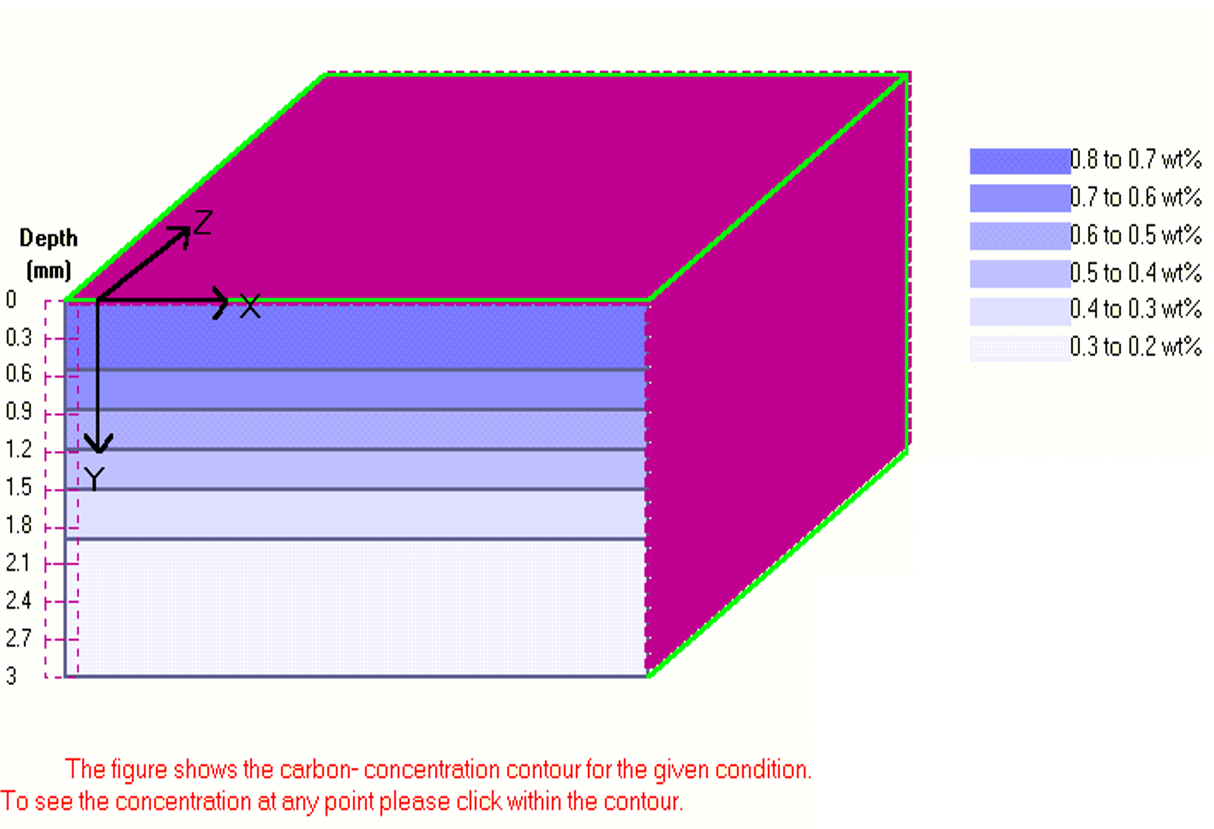 0.8 to 0.7 wt%
0.7 to 0.6 wt%
0.6 to 0.5 wt%
0.5 to 0.4 wt%
0.4 to 0.3 wt%
0.3 to 0.2 wt%
Z
Depth
(mm)
X
0
0.3
0.6
0.9
1.2
Y
1.5
1.8
2.1
2.4
2.7
3
The figure shows the carbon- concentration contour for the given condition.
To see the concentration at any point please click within the contour.